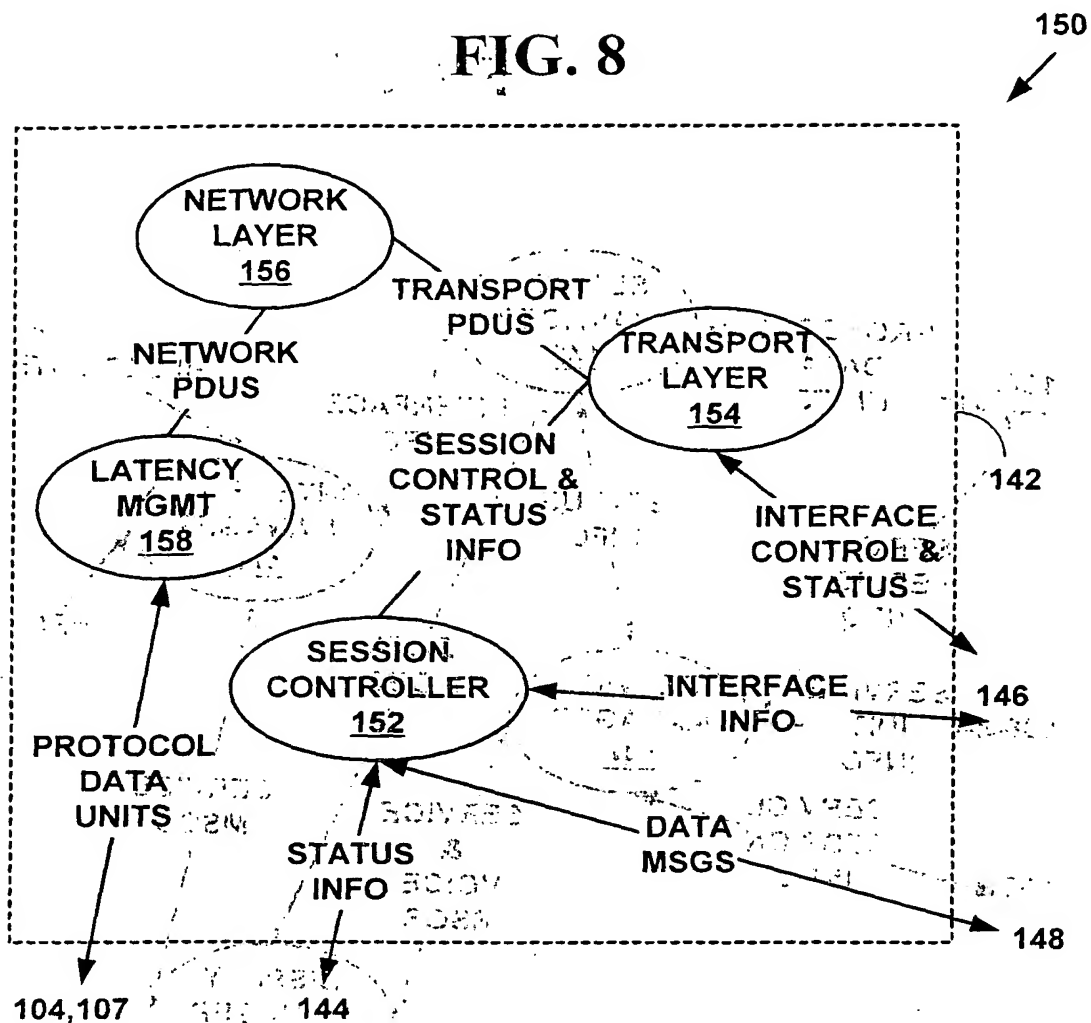 FIG. 8
150
NETWORK
LAYER
156
TRANSPORT
PDUS
NETWORK
PDUS
TRANSPORT
LAYER
154
SESSION
CONTROL &
STATUS
INFO
142
LATENCY
MGMT
158
INTERFACE
CONTROL &
STATUS
SESSION
CONTROLLER
152
INTERFACE
INFO
146
PROTOCOL
DATA
UNITS
DATA
MSGS
STATUS
INFO
148
104,107
144